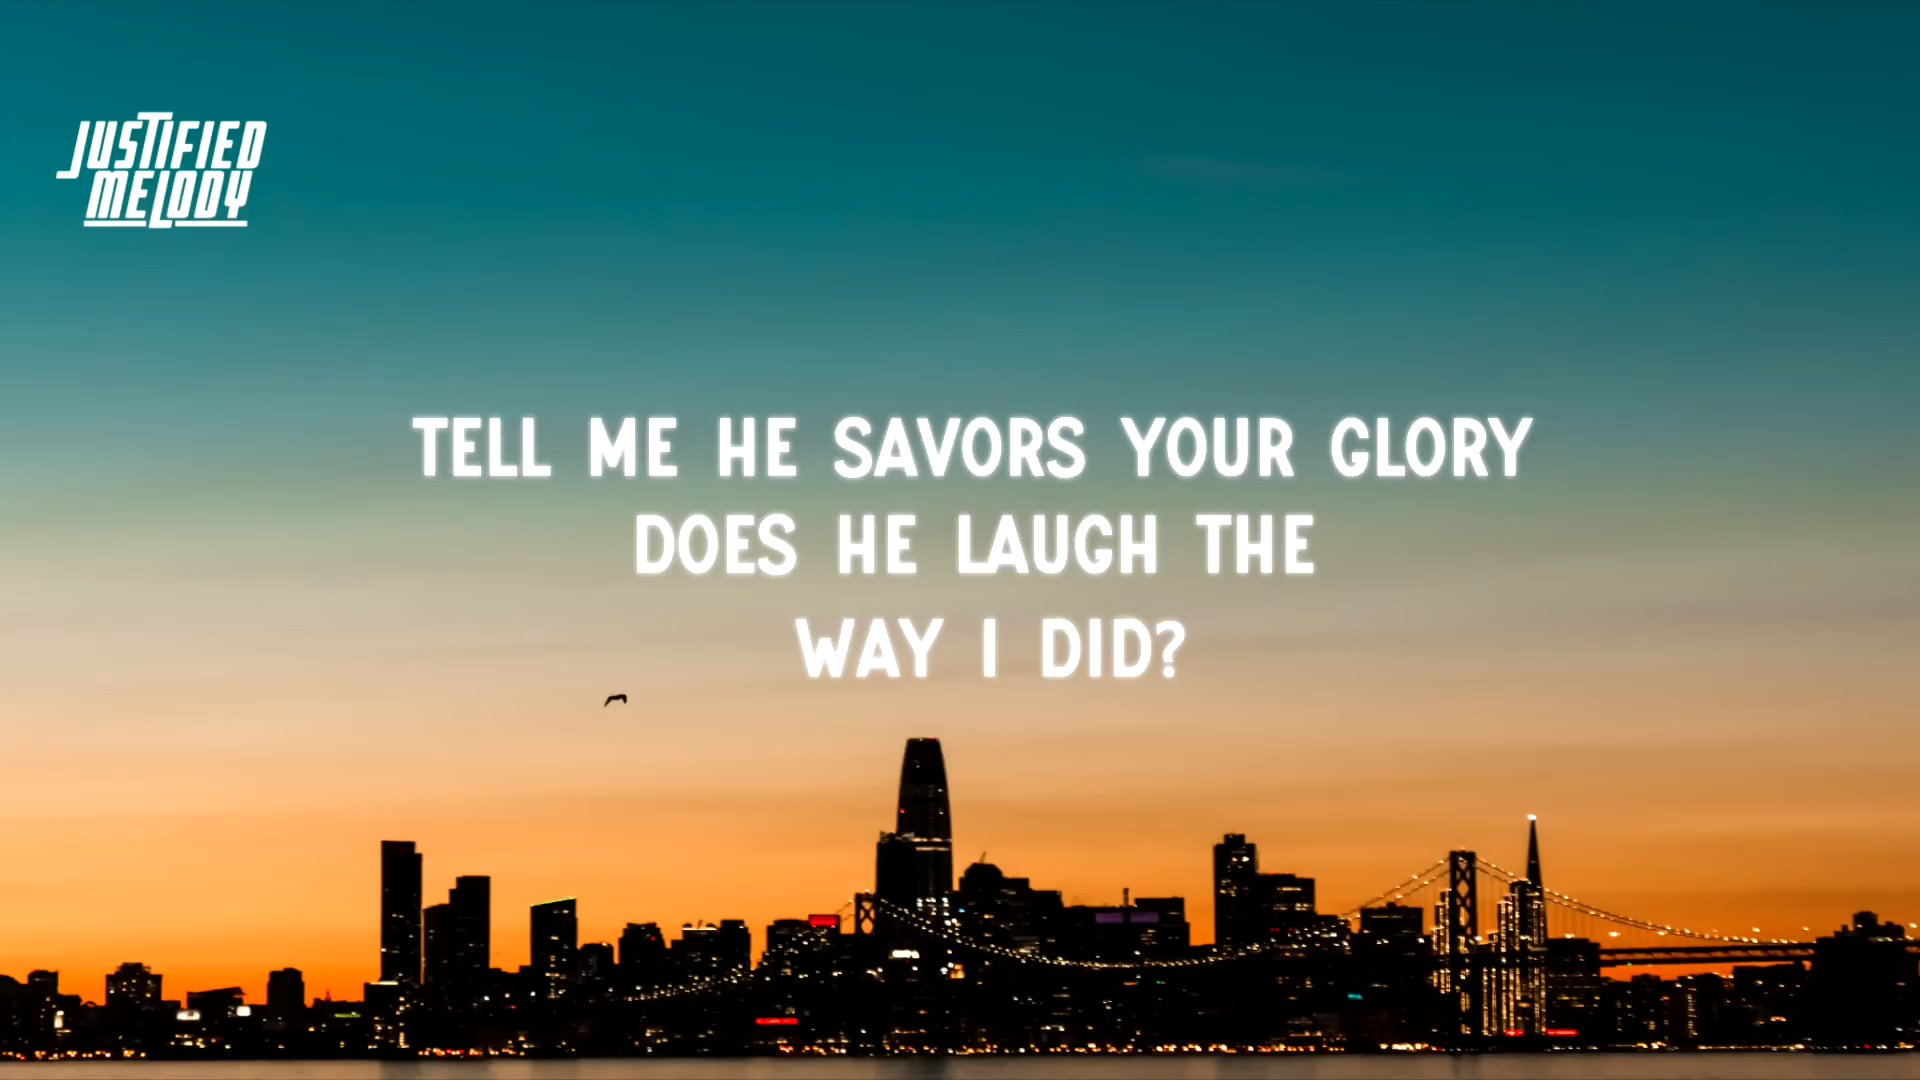 JUSTIFIED
MELODY
TELL ME HE SAVORS YOUR GLORY
DOES HE LAUGH THE
WAY I DID?